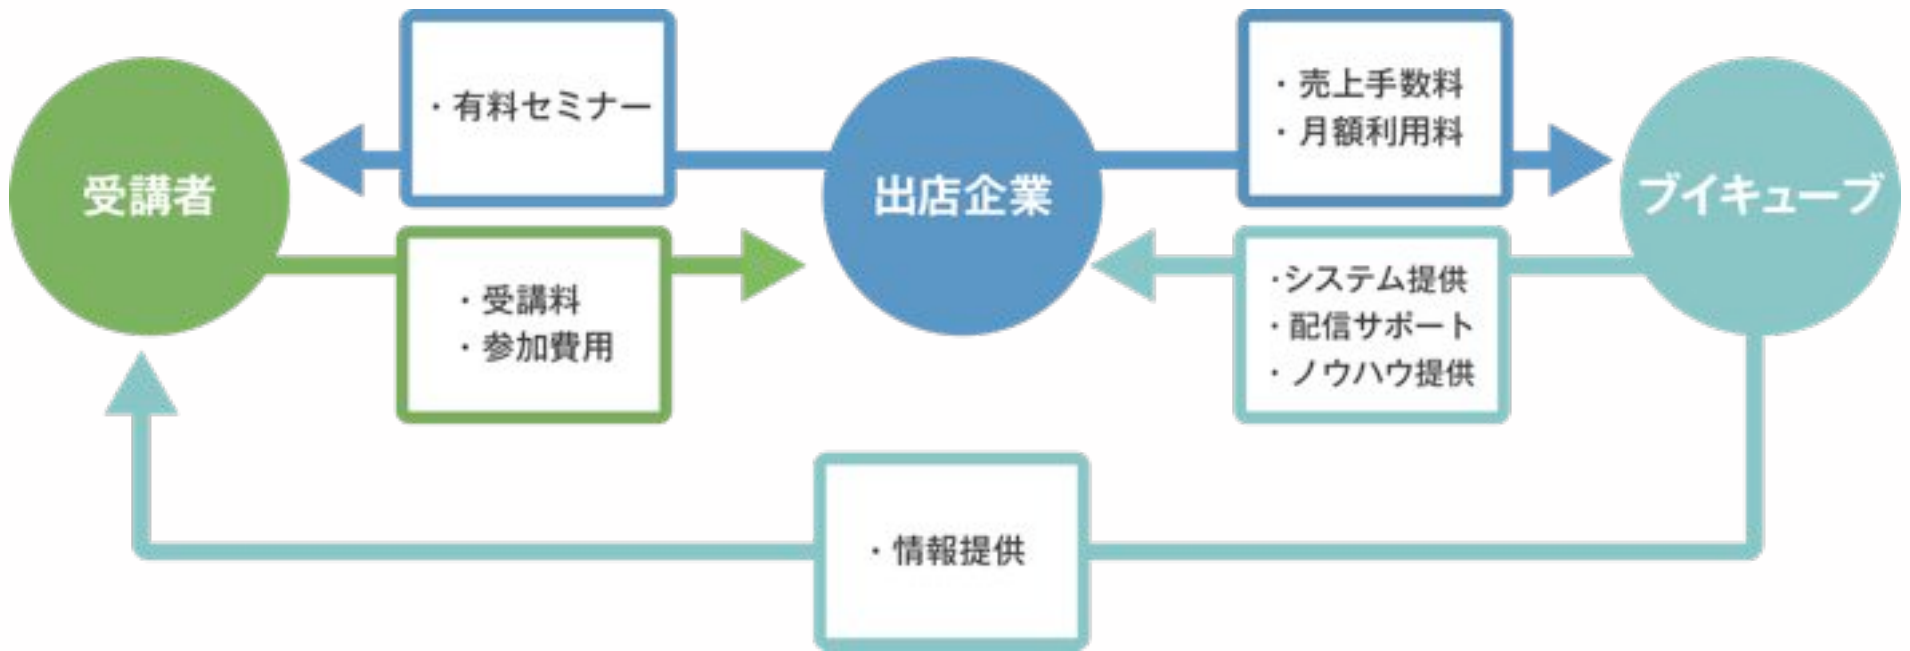 ・有料セミナー
・売上手数料
・月額利用料
受講者
出店企業
ブイキューブ
・受講料
・参加費用
・システム提供
・配信サポート
・ノウハウ提供
・情報提供